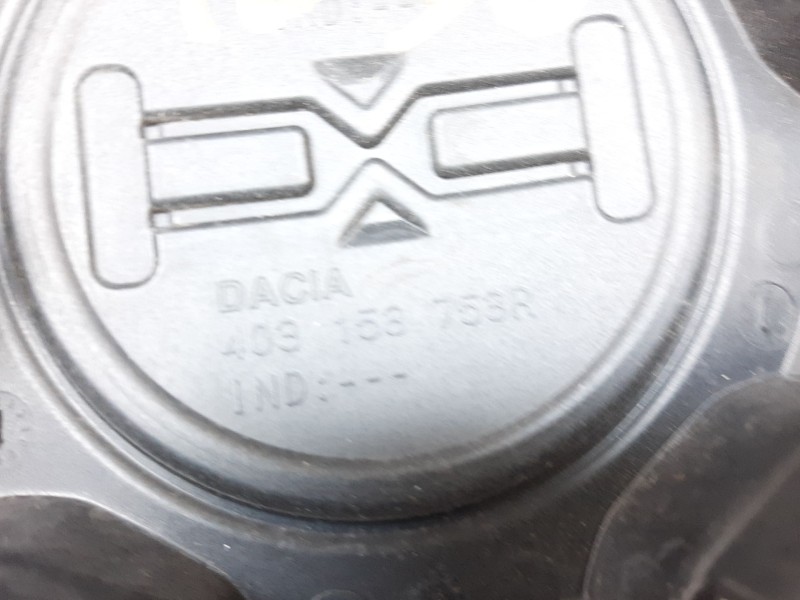 DACIA
403 153 753R
IND:---